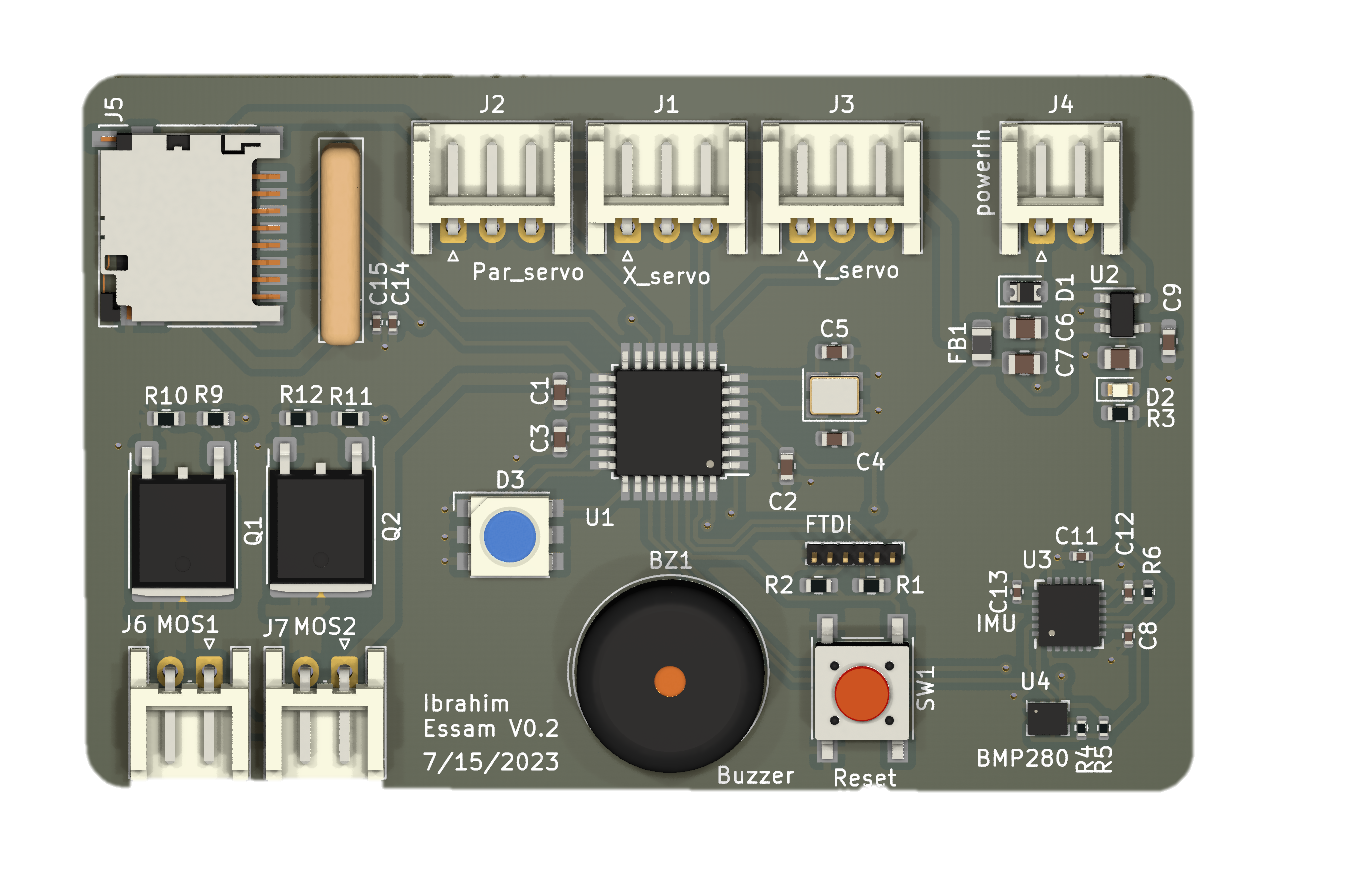 J5
J2
J1
J3
J4
powerIn
Par_servo
X_servo
Y_servo
C15
C14
D1
U2
C9
FB1
C6
C7
C5
D2
R3
R10
R9
R12
R11
C1
C3
C4
C2
D3
U1
Q1
Q2
FTDI
BZ1
R2
R1
C11
C12
U3
R6
C13
IMU
C8
J6 MOS1
J7 MOS2
SW1
U4
Ibrahim
Essam V0.2
7/15/2023
BMP280
R4
R5
Buzzer
Reset